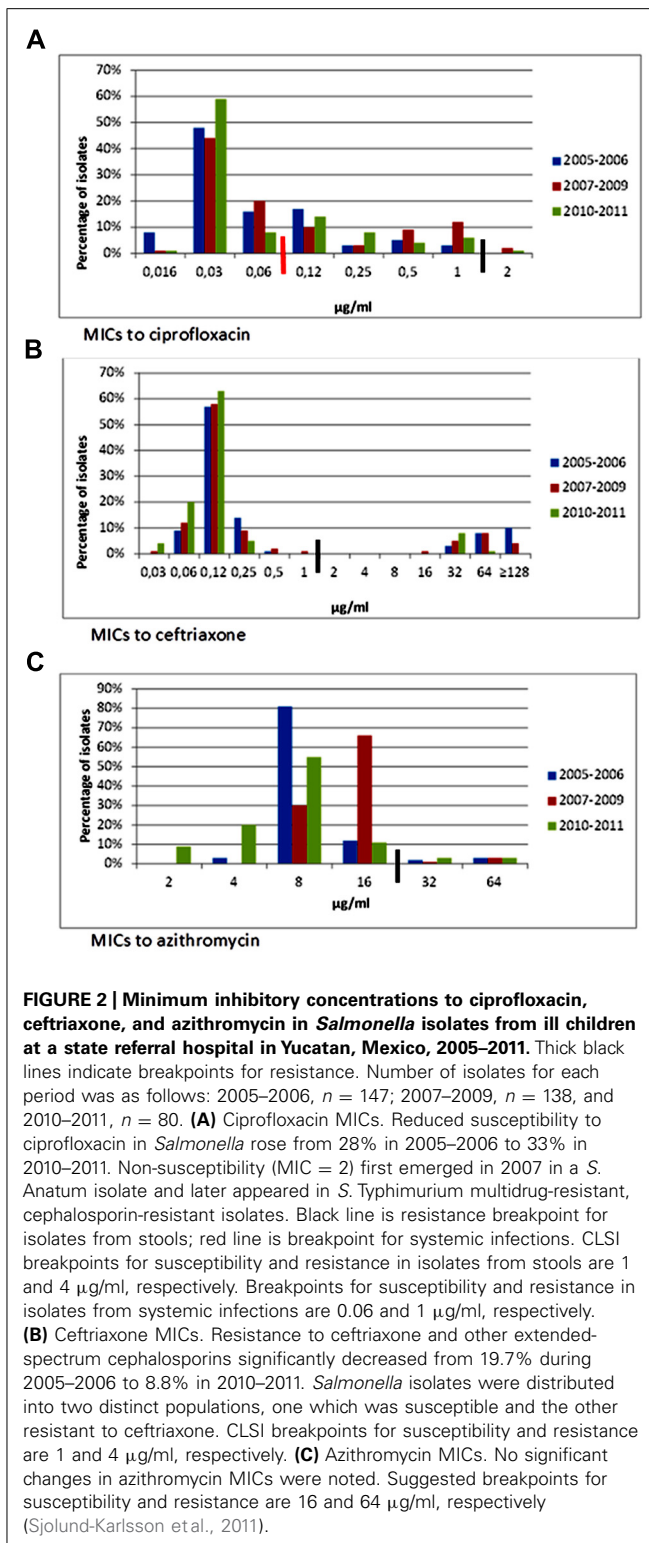 A
70%
60%
50%
40%
30%
20%
10%
0%
Percentage of isolates
0,016 0,03 0,06 0,12 0,25 0,5 1 2
µg/ml
2005-2006
2007-2009
2010-2011
MICs to ciprofloxacin
B
70%
60%
50%
40%
30%
20%
10%
0%
Percentage of isolates
0,03 0,06 0,12 0,25 0,5 1 2 4 8 16 32 64 ≥128
µg/ml
2005-2006
2007-2009
2010-2011
MICs to ceftriaxone
C
90%
80%
70%
60%
50%
40%
30%
20%
10%
0%
Percentage of isolates
2 4 8 16 32 64
µg/ml
2005-2006
2007-2009
2010-2011
MICs to azithromycin
FIGURE 2 | Minimum inhibitory concentrations to ciprofloxacin,
ceftriaxone, and azithromycin in Salmonella isolates from ill children
at a state referral hospital in Yucatan, Mexico, 2005–2011. Thick black
lines indicate breakpoints for resistance. Number of isolates for each
period was as follows: 2005–2006, n = 147; 2007–2009, n = 138, and
2010–2011, n = 80. (A) Ciprofloxacin MICs. Reduced susceptibility to
ciprofloxacin in Salmonella rose from 28% in 2005–2006 to 33% in
2010–2011. Non-susceptibility (MIC = 2) first emerged in 2007 in a S.
Anatum isolate and later appeared in S. Typhimurium multidrug-resistant,
cephalosporin-resistant isolates. Black line is resistance breakpoint for
isolates from stools; red line is breakpoint for systemic infections. CLSI
breakpoints for susceptibility and resistance in isolates from stools are 1
and 4 µg/ml, respectively. Breakpoints for susceptibility and resistance in
isolates from systemic infections are 0.06 and 1 µg/ml, respectively.
(B) Ceftriaxone MICs. Resistance to ceftriaxone and other extended-
spectrum cephalosporins significantly decreased from 19.7% during
2005–2006 to 8.8% in 2010–2011. Salmonella isolates were distributed
into two distinct populations, one which was susceptible and the other
resistant to ceftriaxone. CLSI breakpoints for susceptibility and resistance
are 1 and 4 µg/ml, respectively. (C) Azithromycin MICs. No significant
changes in azithromycin MICs were noted. Suggested breakpoints for
susceptibility and resistance are 16 and 64 µg/ml, respectively
(Sjolund-Karlsson et al., 2011).